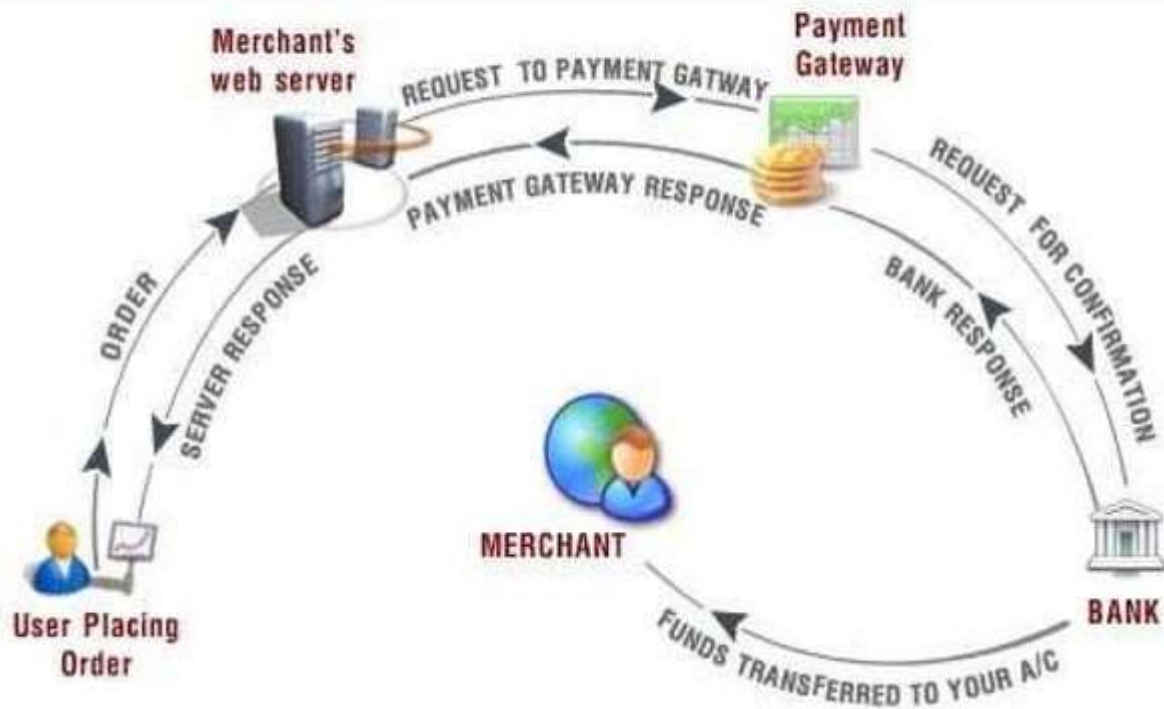 Merchant's
web server
Payment
Gateway
REQUEST TO PAYMENT GATWAY
PAYMENT GATEWAY RESPONSE
REQUEST FOR CONFIRMATION
BANK RESPONSE
ORDER
SERVER RESPONSE
MERCHANT
User Placing
Order
BANK
FUNDS TRANSFERRED TO YOUR A/C